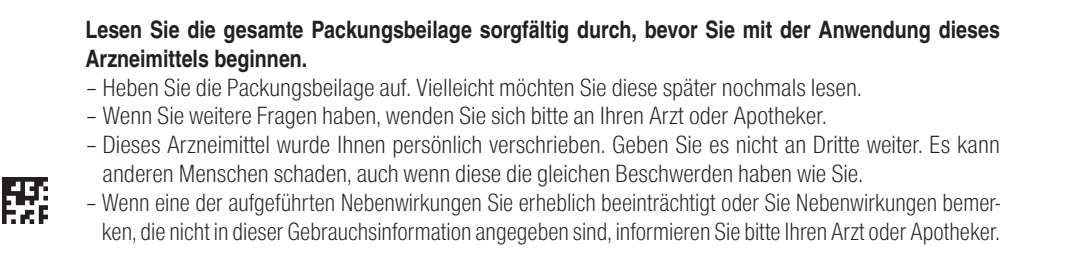 Lesen Sie die gesamte Packungsbeilage sorgfältig durch, bevor Sie mit der Anwendung dieses
Arzneimittels beginnen.
– Heben Sie die Packungsbeilage auf. Vielleicht möchten Sie diese später nochmals lesen.
– Wenn Sie weitere Fragen haben, wenden Sie sich bitte an Ihren Arzt oder Apotheker.
– Dieses Arzneimittel wurde Ihnen persönlich verschrieben. Geben Sie es nicht an Dritte weiter. Es kann
anderen Menschen schaden, auch wenn diese die gleichen Beschwerden haben wie Sie.
– Wenn eine der aufgeführten Nebenwirkungen Sie erheblich beeinträchtigt oder Sie Nebenwirkungen bemer-
ken, die nicht in dieser Gebrauchsinformation angegeben sind, informieren Sie bitte Ihren Arzt oder Apotheker.